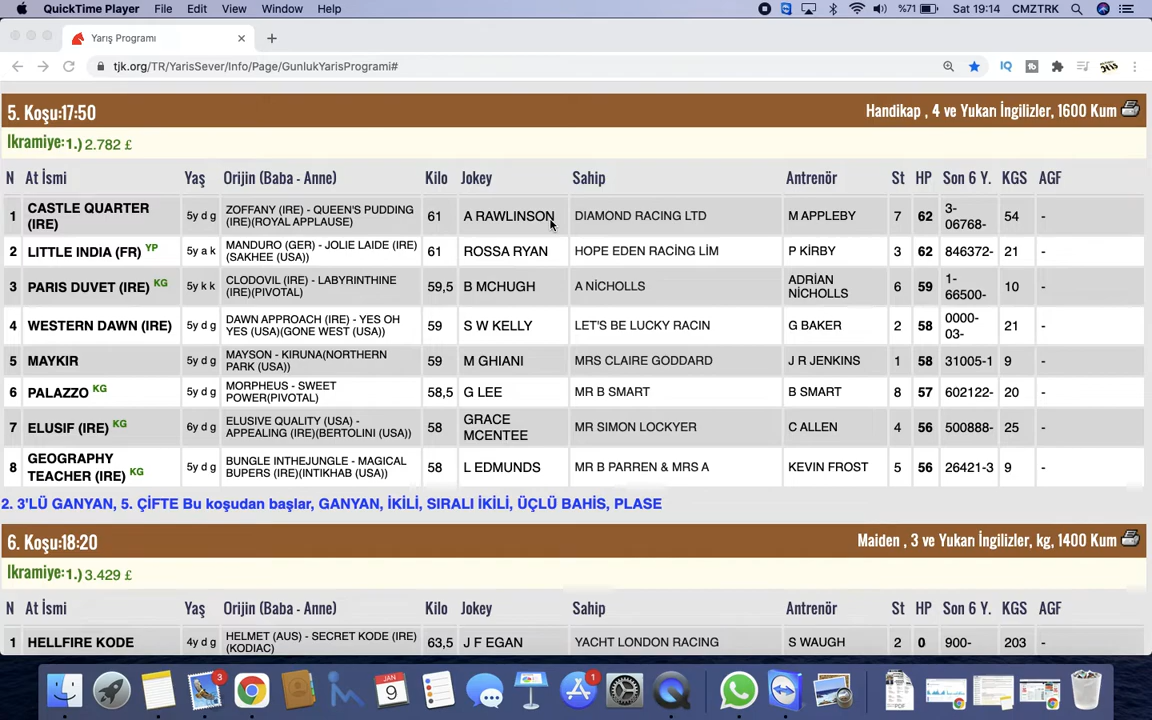 QuickTime Player File Edit View Window Help %71 Sat 19:14 CMZTRK
Yarış Programı
tjk.org/TR/YarisSever/Info/Page/GunlukYarisProgrami#
5. Koşu:17:50 Handikap , 4 ve Yukarı İngilizler, 1600 Kum
Ikramiye:1.) 2.782 £
N At İsmi Yaş Orijin (Baba - Anne) Kilo Jokey Sahip Antrenör St HP Son 6 Y. KGS AGF
1 CASTLE QUARTER (IRE) 5y d g ZOFFANY (IRE) - QUEEN'S PUDDING (IRE)(ROYAL APPLAUSE) 61 A RAWLINSON DIAMOND RACING LTD M APPLEBY 7 62 3-06768- 54 -
2 LITTLE INDIA (FR) YP 5y a k MANDURO (GER) - JOLIE LAIDE (IRE)(SAKHEE (USA)) 61 ROSSA RYAN HOPE EDEN RACİNG LİM P KİRBY 3 62 846372- 21 -
3 PARIS DUVET (IRE) KG 5y k k CLODOVIL (IRE) - LABYRINTHINE (IRE)(PIVOTAL) 59,5 B MCHUGH A NİCHOLLS ADRİAN NİCHOLLS 6 59 1-66500- 10 -
4 WESTERN DAWN (IRE) 5y d g DAWN APPROACH (IRE) - YES OH YES (USA)(GONE WEST (USA)) 59 S W KELLY LET'S BE LUCKY RACIN G BAKER 2 58 0000-03- 21 -
5 MAYKIR 5y d g MAYSON - KIRUNA(NORTHERN PARK (USA)) 59 M GHIANI MRS CLAIRE GODDARD J R JENKINS 1 58 31005-1 9 -
6 PALAZZO KG 5y d g MORPHEUS - SWEET POWER(PIVOTAL) 58,5 G LEE MR B SMART B SMART 8 57 602122- 20 -
7 ELUSIF (IRE) KG 6y d g ELUSIVE QUALITY (USA) - APPEALING (IRE)(BERTOLINI (USA)) 58 GRACE MCENTEE MR SIMON LOCKYER C ALLEN 4 56 500888- 25 -
8 GEOGRAPHY TEACHER (IRE) KG 5y d g BUNGLE INTHEJUNGLE - MAGICAL BUPERS (IRE)(INTIKHAB (USA)) 58 L EDMUNDS MR B PARREN & MRS A KEVIN FROST 5 56 26421-3 9 -
2. 3'LÜ GANYAN, 5. ÇİFTE Bu koşudan başlar, GANYAN, İKİLİ, SIRALI İKİLİ, ÜÇLÜ BAHİS, PLASE
6. Koşu:18:20 Maiden , 3 ve Yukarı İngilizler, kg, 1400 Kum
Ikramiye:1.) 3.429 £
N At İsmi Yaş Orijin (Baba - Anne) Kilo Jokey Sahip Antrenör St HP Son 6 Y. KGS AGF
1 HELLFIRE KODE 4y d g HELMET (AUS) - SECRET KODE (IRE)(KODIAC) 63,5 J F EGAN YACHT LONDON RACING S WAUGH 2 0 900- 203 -
3 JAN 9 1